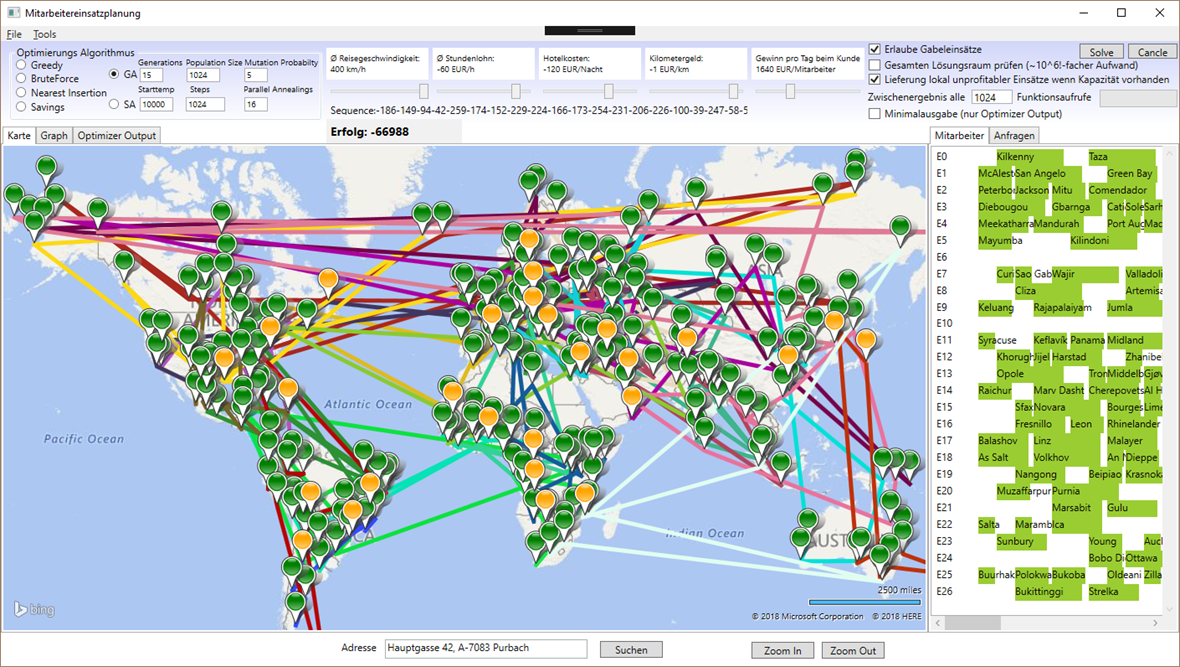 Mitarbeitereinsatzplanung
File Tools
Optimierungs Algorithmus
Greedy
BruteForce
Nearest Insertion
Savings
GA
SA
Generations Population Size Mutation Probabilty
15 1024 5
Starttemp Steps Parallel Annealings
10000 1024 16
Ø Reisegeschwindigkeit:
400 km/h
Ø Stundenlohn:
-60 EUR/h
Hotelkosten:
-120 EUR/Nacht
Kilometergeld:
-1 EUR/km
Gewinn pro Tag beim Kunde
1640 EUR/Mitarbeiter
Sequence:-186-149-94-42-259-174-152-229-224-166-173-254-231-206-226-100-39-247-58-5
Erfolg: -66988
Erlaube Gabeleinsätze
Solve Cancle
Gesamten Lösungsraum prüfen (~10^6!-facher Aufwand)
Lieferung lokal unprofitabler Einsätze wenn Kapazität vorhanden
Zwischenergebnis alle 1024 Funktionsaufrufe
Minimalausgabe (nur Optimizer Output)
Karte Graph Optimizer Output
Mitarbeiter Anfragen
Pacific Ocean
Atlantic Ocean
Indian Ocean
bing
2500 miles
© 2018 Microsoft Corporation © 2018 HERE
E0 Kilkenny Taza
E1 McAlest San Angelo Green Bay
E2 Peterbo Jackson Mitu Comendador
E3 Diebougou Gbarnga Cati Sole Sarh
E4 Meekatharra Mandurah Port Aug Mac
E5 Mayumba Kilindoni
E6
E7 Curi Sao Gab Wajir Valladoli
E8 Cliza Artemisa
E9 Keluang Rajapalaiyam Jumla
E10
E11 Syracuse Keflavik Panama Midland
E12 Khorugh Jijel Harstad Zhanibe
E13 Opole Tron Middelb Gjøv
E14 Raichur Marv Dasht Cherepovets Al H
E15 Sfax Novara Bourges Lime
E16 Fresnillo Leon Rhinelander
E17 Balashov Linz Malayer
E18 As Salt Volkhov An N Dieppe
E19 Nangong Beipiao Krasnok
E20 Muzaffarpur Purnia
E21 Marsabit Gulu
E22 Salta Maramb Ica
E23 Sunbury Young Auck
E24 Bobo Di Ottawa
E25 Buurhak Polokwa Bukoba Oldeani Zilla
E26 Bukittinggi Strelka
Adresse Hauptgasse 42, A-7083 Purbach Suchen Zoom In Zoom Out